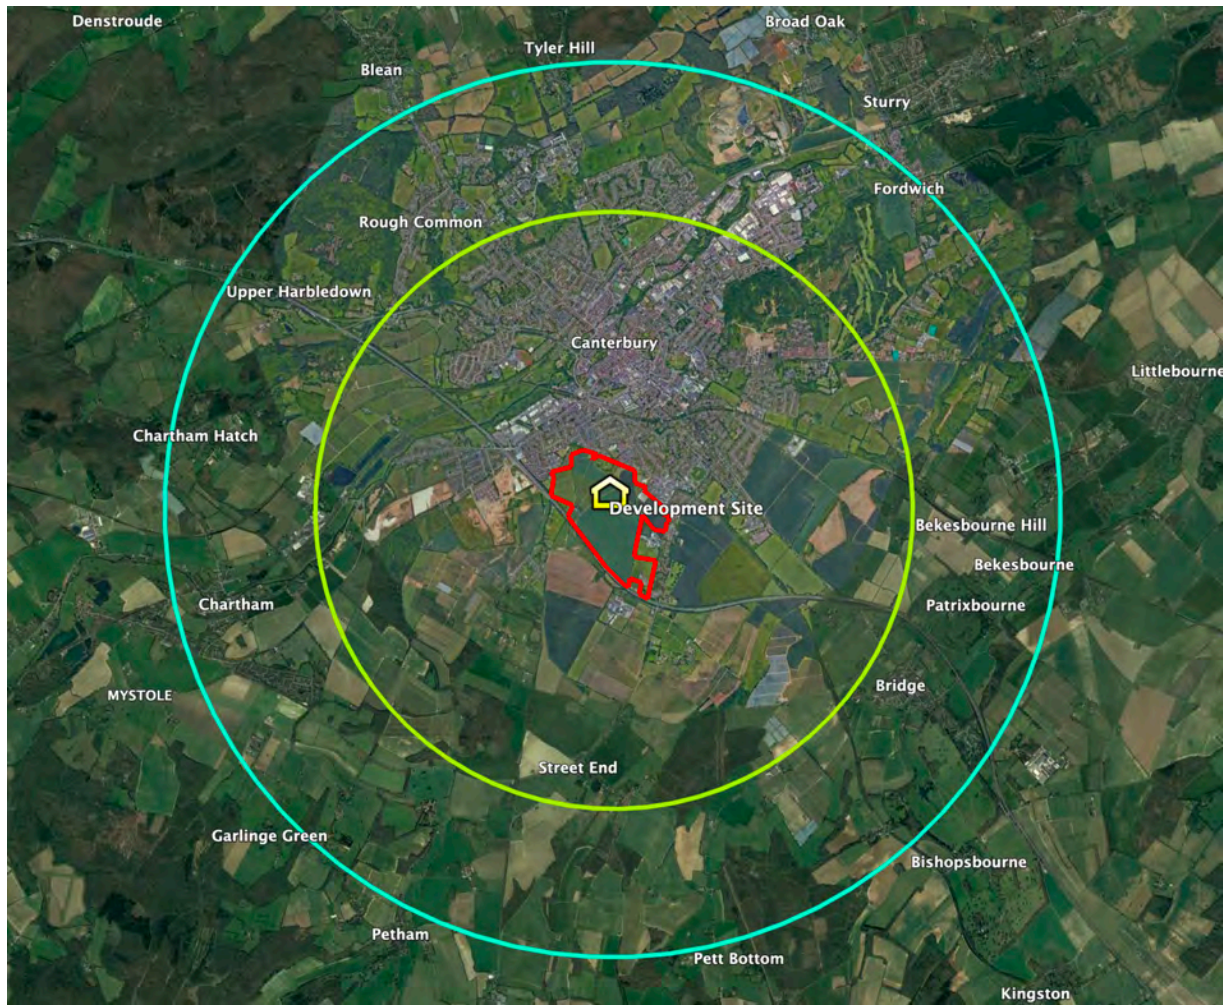 Denstroude
Broad Oak
Tyler Hill
Blean
Sturry
Fordwich
Rough Common
Upper Harbledown
Canterbury
Littlebourne
Chartham Hatch
Development Site
Bekesbourne Hill
Bekesbourne
Chartham
Patrixbourne
Bridge
MYSTOLE
Street End
Garlinge Green
Bishopsbourne
Petham
Pett Bottom
Kingston